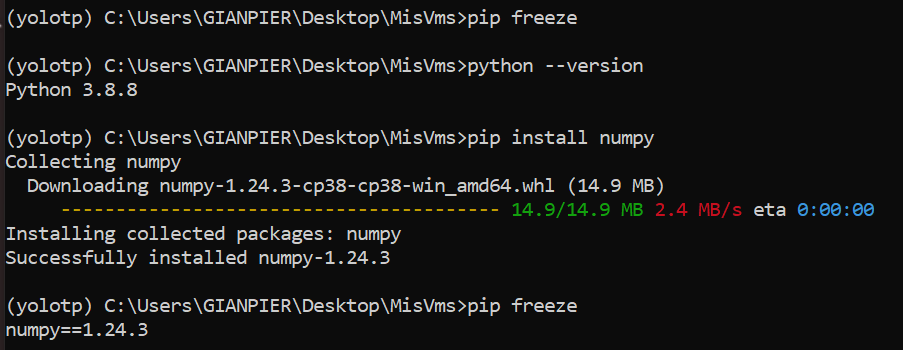 (yolotp) C:\Users\GIANPIER\Desktop\MisVms>pip freeze
(yolotp) C:\Users\GIANPIER\Desktop\MisVms>python --version
Python 3.8.8
(yolotp) C:\Users\GIANPIER\Desktop\MisVms>pip install numpy
Collecting numpy
  Downloading numpy-1.24.3-cp38-cp38-win_amd64.whl (14.9 MB)
     ---------------------------------------- 14.9/14.9 MB 2.4 MB/s eta 0:00:00
Installing collected packages: numpy
Successfully installed numpy-1.24.3
(yolotp) C:\Users\GIANPIER\Desktop\MisVms>pip freeze
numpy==1.24.3